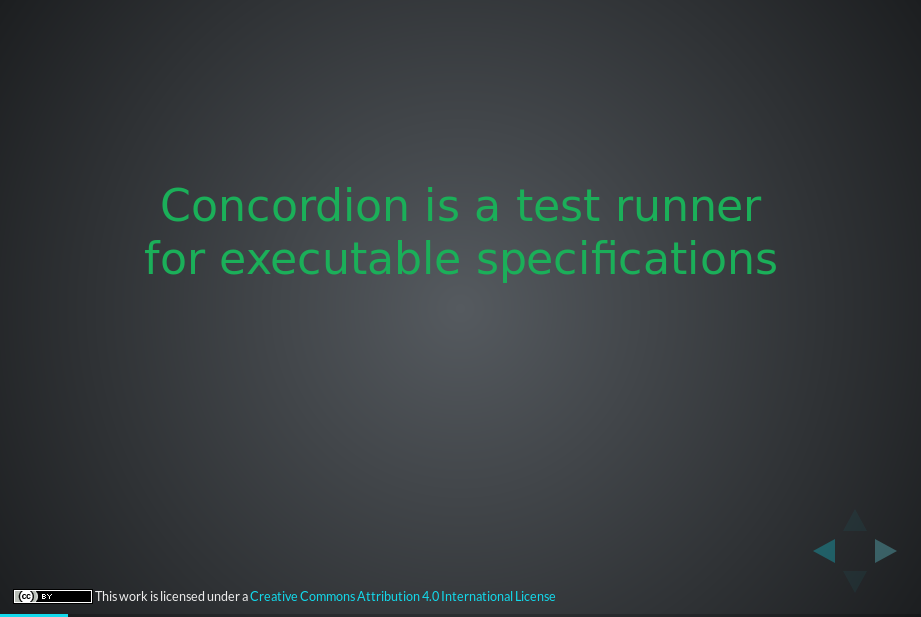 Concordion is a test runner
for executable specifications
cc BY This work is licensed under a Creative Commons Attribution 4.0 International License